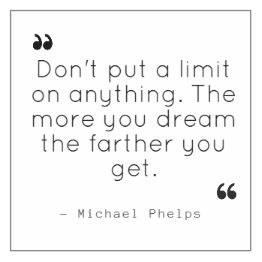 ❞
Don't put a limit
on anything. The
more you dream
the farther you
get.
❝
– Michael Phelps